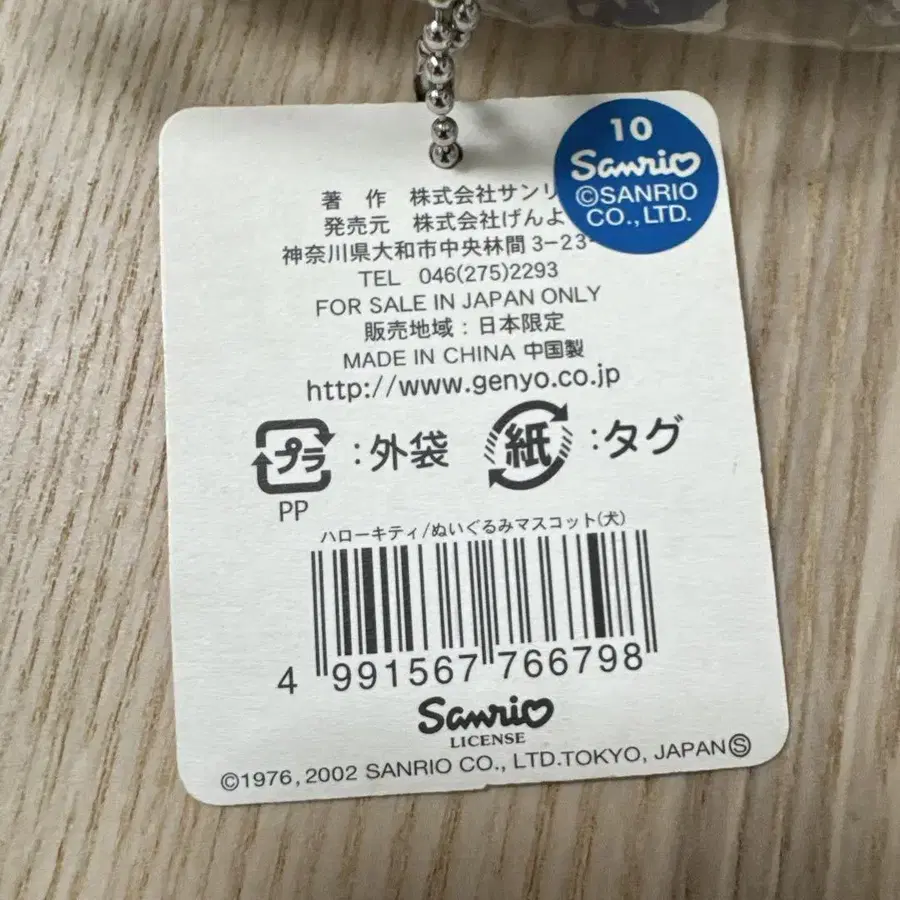 10
Sanrio
©SANRIO
CO., LTD.
著 作 株式会社サンリ
発売元 株式会社げんよ
神奈川県大和市中央林間3-23-
TEL 046(275)2293
FOR SALE IN JAPAN ONLY
販売地域:日本限定
MADE IN CHINA 中国製
http://www.genyo.co.jp
プラ :外袋 紙 :タグ
PP
ハローキティ/ぬいぐるみマスコット(犬)
4 991567 766798
Sanrio
LICENSE
©1976, 2002 SANRIO CO., LTD.TOKYO, JAPAN Ⓢ